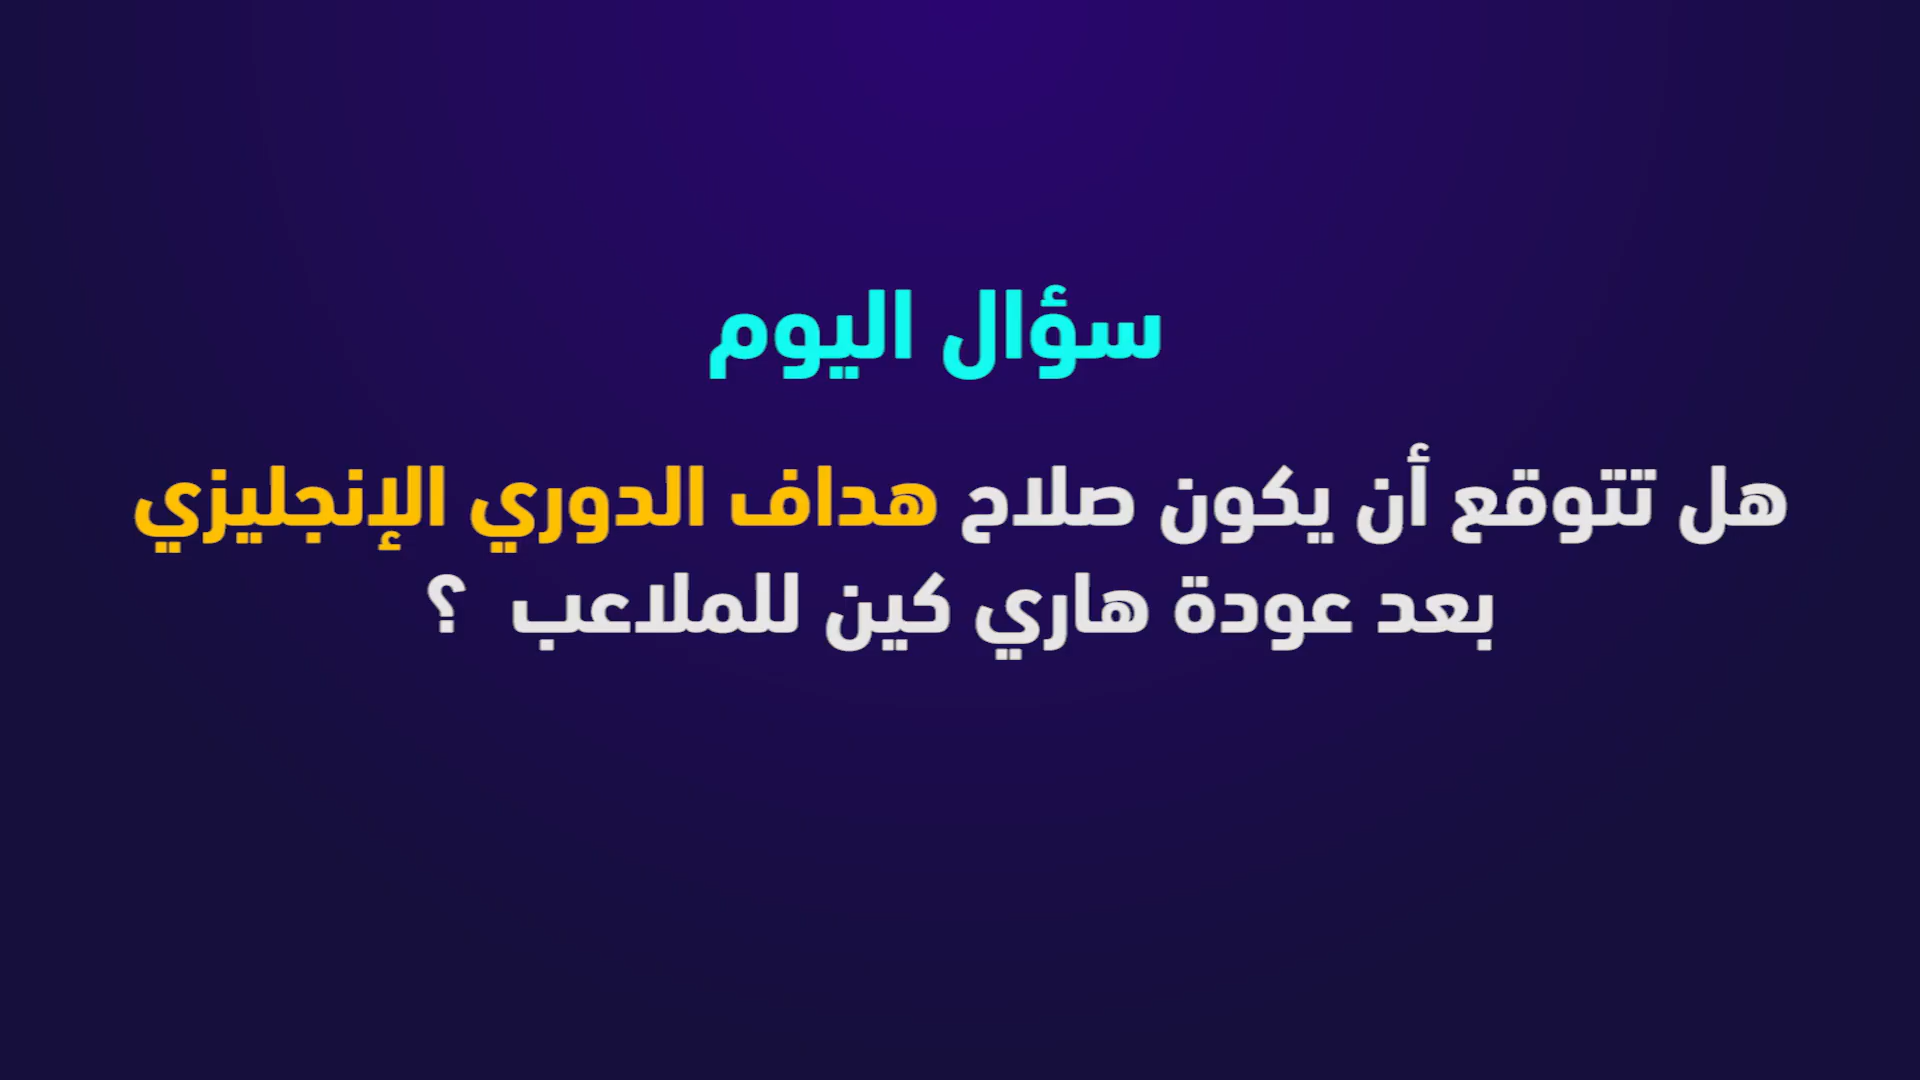 سؤال اليوم
هل تتوقع أن يكون صلاح هداف الدوري الإنجليزي
بعد عودة هاري كين للملاعب ؟